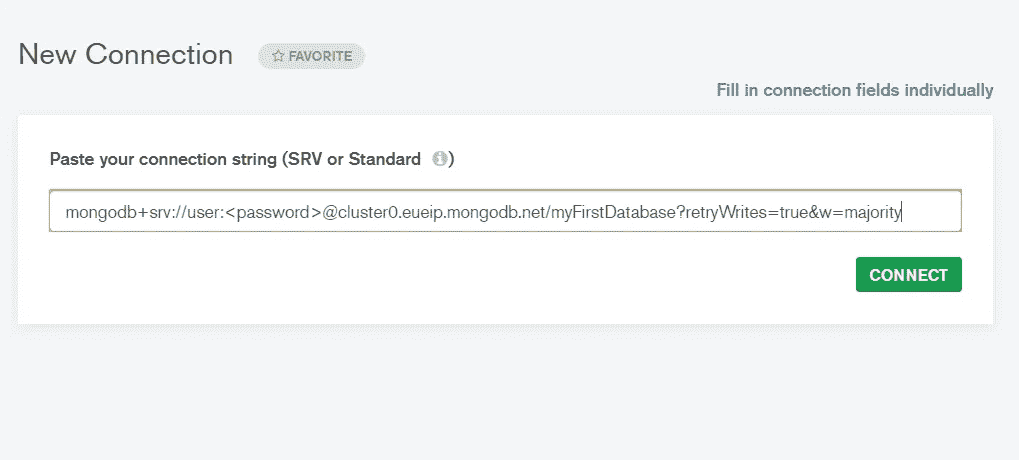 New Connection
FAVORITE
Fill in connection fields individually
Paste your connection string (SRV or Standard i)
mongodb+srv://user:<password>@cluster0.eueip.mongodb.net/myFirstDatabase?retryWrites=true&w=majority
CONNECT